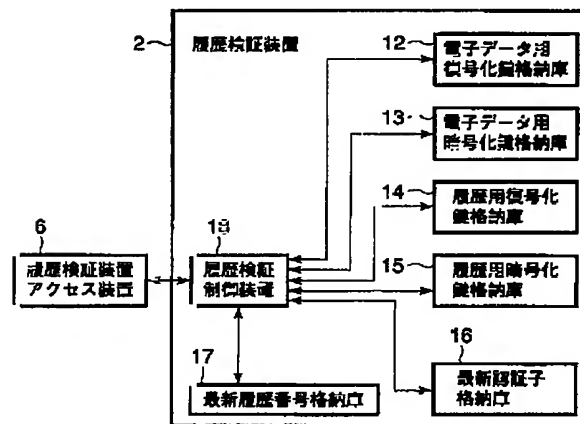 2
履歴検証装置
12
電子データ用
復号化鍵格納庫
13
電子データ用
暗号化鍵格納庫
14
履歴用復号化
鍵格納庫
6
履歴検証装置
アクセス装置
18
履歴検証
制御装置
15
履歴用暗号化
鍵格納庫
16
最新認証子
格納庫
17
最新履歴番号格納庫